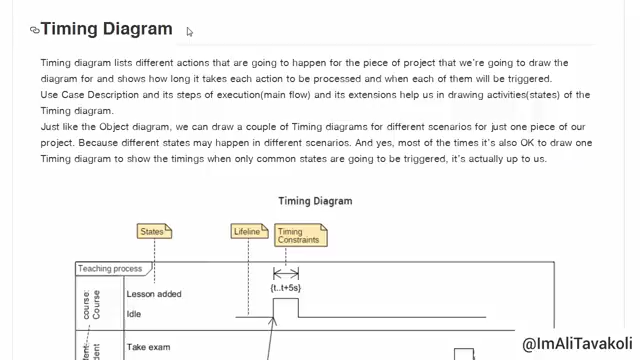 Timing Diagram
Timing diagram lists different actions that are going to happen for the piece of project that we're going to draw the
diagram for and shows how long it takes each action to be processed and when each of them will be triggered.
Use Case Description and its steps of execution(main flow) and its extensions help us in drawing activities(states) of the
Timing diagram.
Just like the Object diagram, we can draw a couple of Timing diagrams for different scenarios for just one piece of our
project. Because different states may happen in different scenarios. And yes, most of the times it's also OK to draw one
Timing diagram to show the timings when only common states are going to be triggered, it's actually up to us.
Timing Diagram
States
Lifeline
Timing
Constraints
Teaching process
{t..t+5s}
course:
Course
Lesson added
Idle
Take exam
@ImAliTavakoli